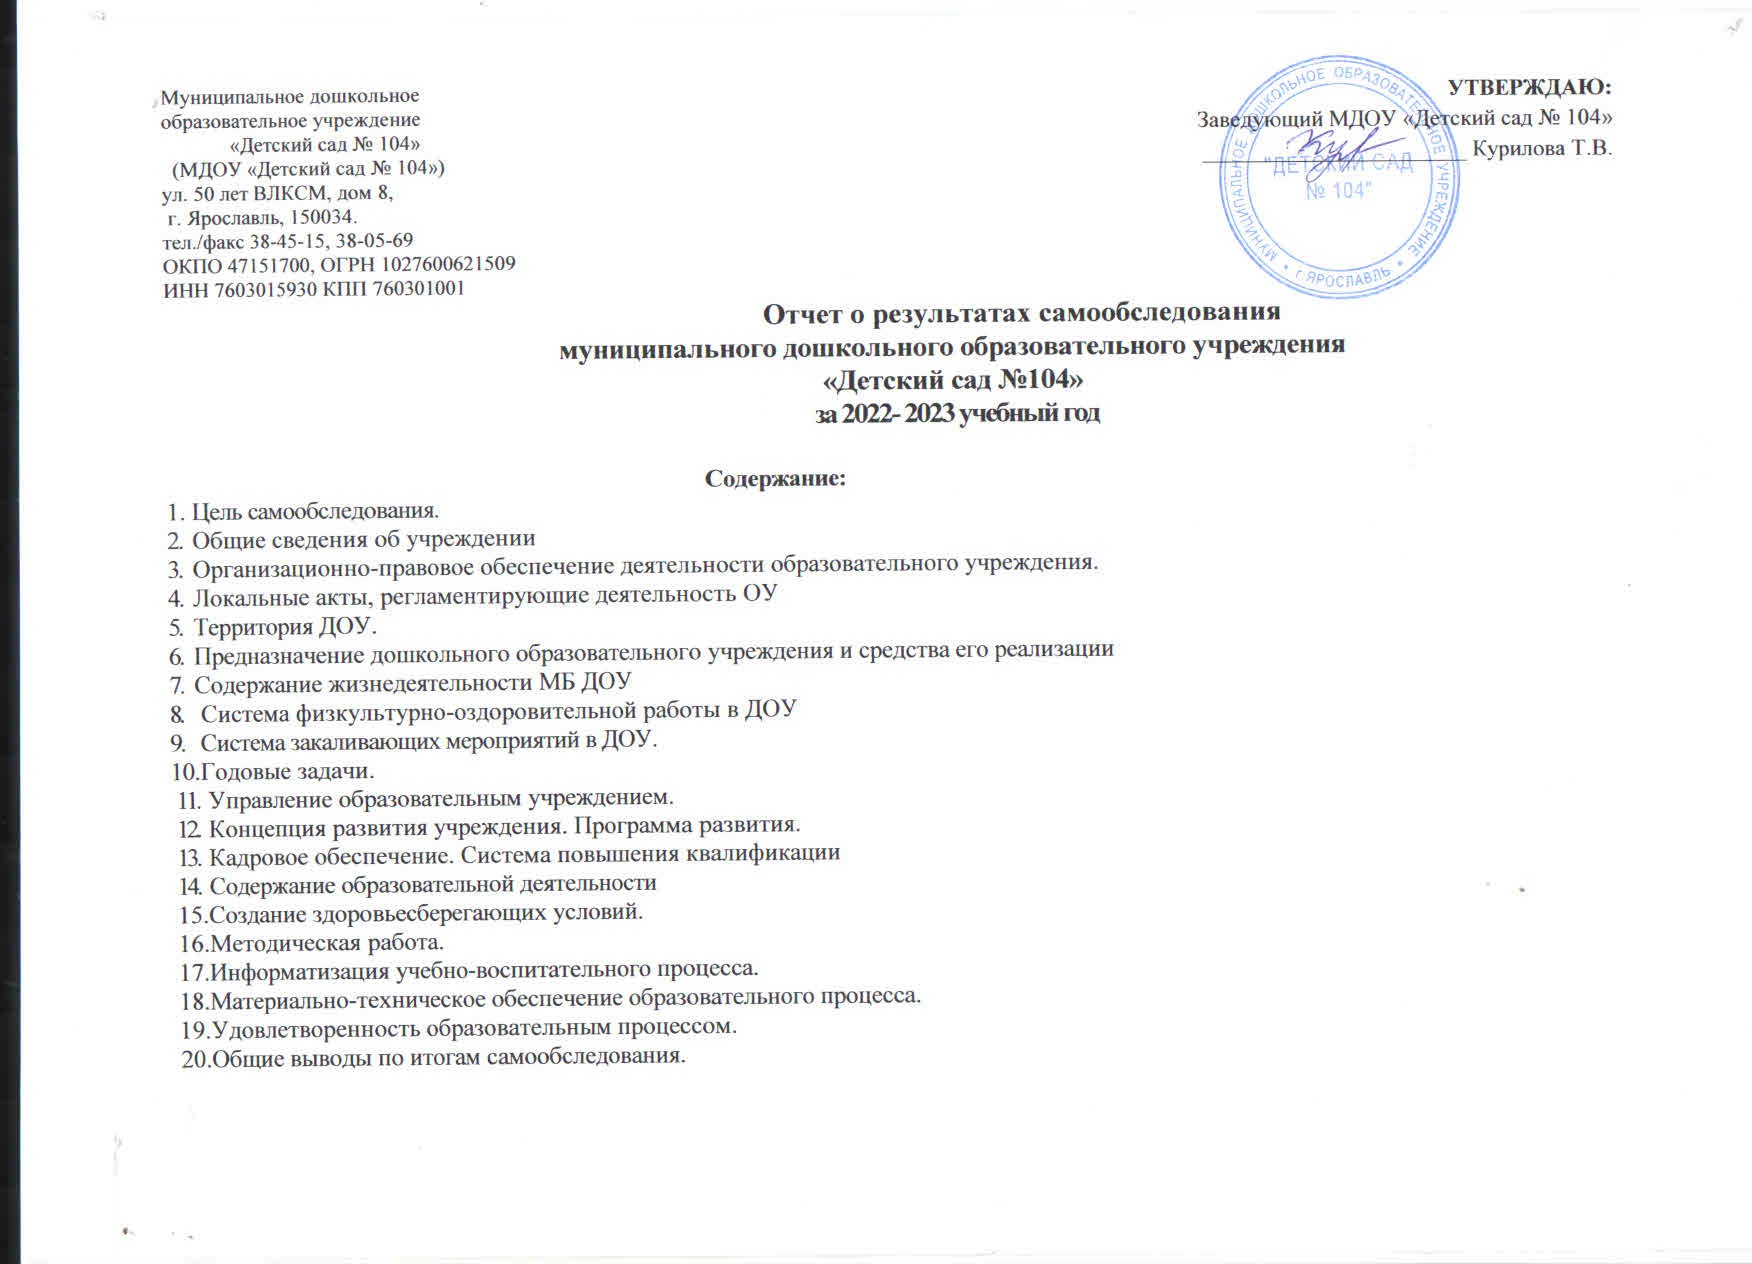 Муниципальное дошкольное
образовательное учреждение
«Детский сад № 104»
(МДОУ «Детский сад № 104»)
ул. 50 лет ВЛКСМ, дом 8,
г. Ярославль, 150034.
тел./факс 38-45-15, 38-05-69
ОКПО 47151700, ОГРН 1027600621509
ИНН 7603015930 КПП 760301001
УТВЕРЖДАЮ:
Заведующий МДОУ «Детский сад № 104»
Курилова Т.В.
МУНИЦИПАЛЬНОЕ ДОШКОЛЬНОЕ ОБРАЗОВАТЕЛЬНОЕ УЧРЕЖДЕНИЕ
• г.ЯРОСЛАВЛЬ •
"ДЕТСКИЙ САД
№ 104"
Отчет о результатах самообследования
муниципального дошкольного образовательного учреждения
«Детский сад №104»
за 2022- 2023 учебный год
Содержание:
1. Цель самообследования.
2. Общие сведения об учреждении
3. Организационно-правовое обеспечение деятельности образовательного учреждения.
4. Локальные акты, регламентирующие деятельность ОУ
5. Территория ДОУ.
6. Предназначение дошкольного образовательного учреждения и средства его реализации
7. Содержание жизнедеятельности МБ ДОУ
8. Система физкультурно-оздоровительной работы в ДОУ
9. Система закаливающих мероприятий в ДОУ.
10.Годовые задачи.
11. Управление образовательным учреждением.
12. Концепция развития учреждения. Программа развития.
13. Кадровое обеспечение. Система повышения квалификации
14. Содержание образовательной деятельности
15.Создание здоровьесберегающих условий.
16.Методическая работа.
17.Информатизация учебно-воспитательного процесса.
18.Материально-техническое обеспечение образовательного процесса.
19.Удовлетворенность образовательным процессом.
20.Общие выводы по итогам самообследования.